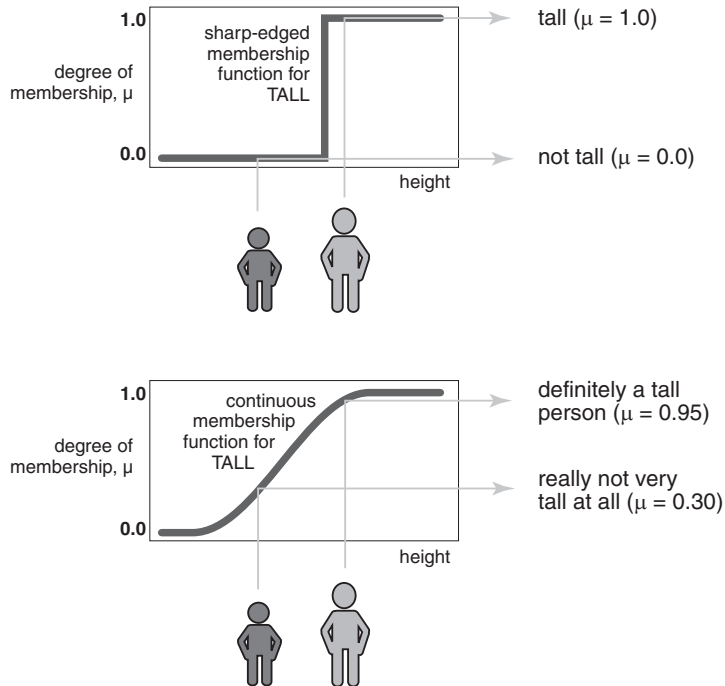 1.0
sharp-edged
membership
function for
TALL
degree of
membership, μ
0.0
height
tall (μ = 1.0)
not tall (μ = 0.0)
1.0
continuous
membership
function for
TALL
degree of
membership, μ
0.0
height
definitely a tall
person (μ = 0.95)
really not very
tall at all (μ = 0.30)